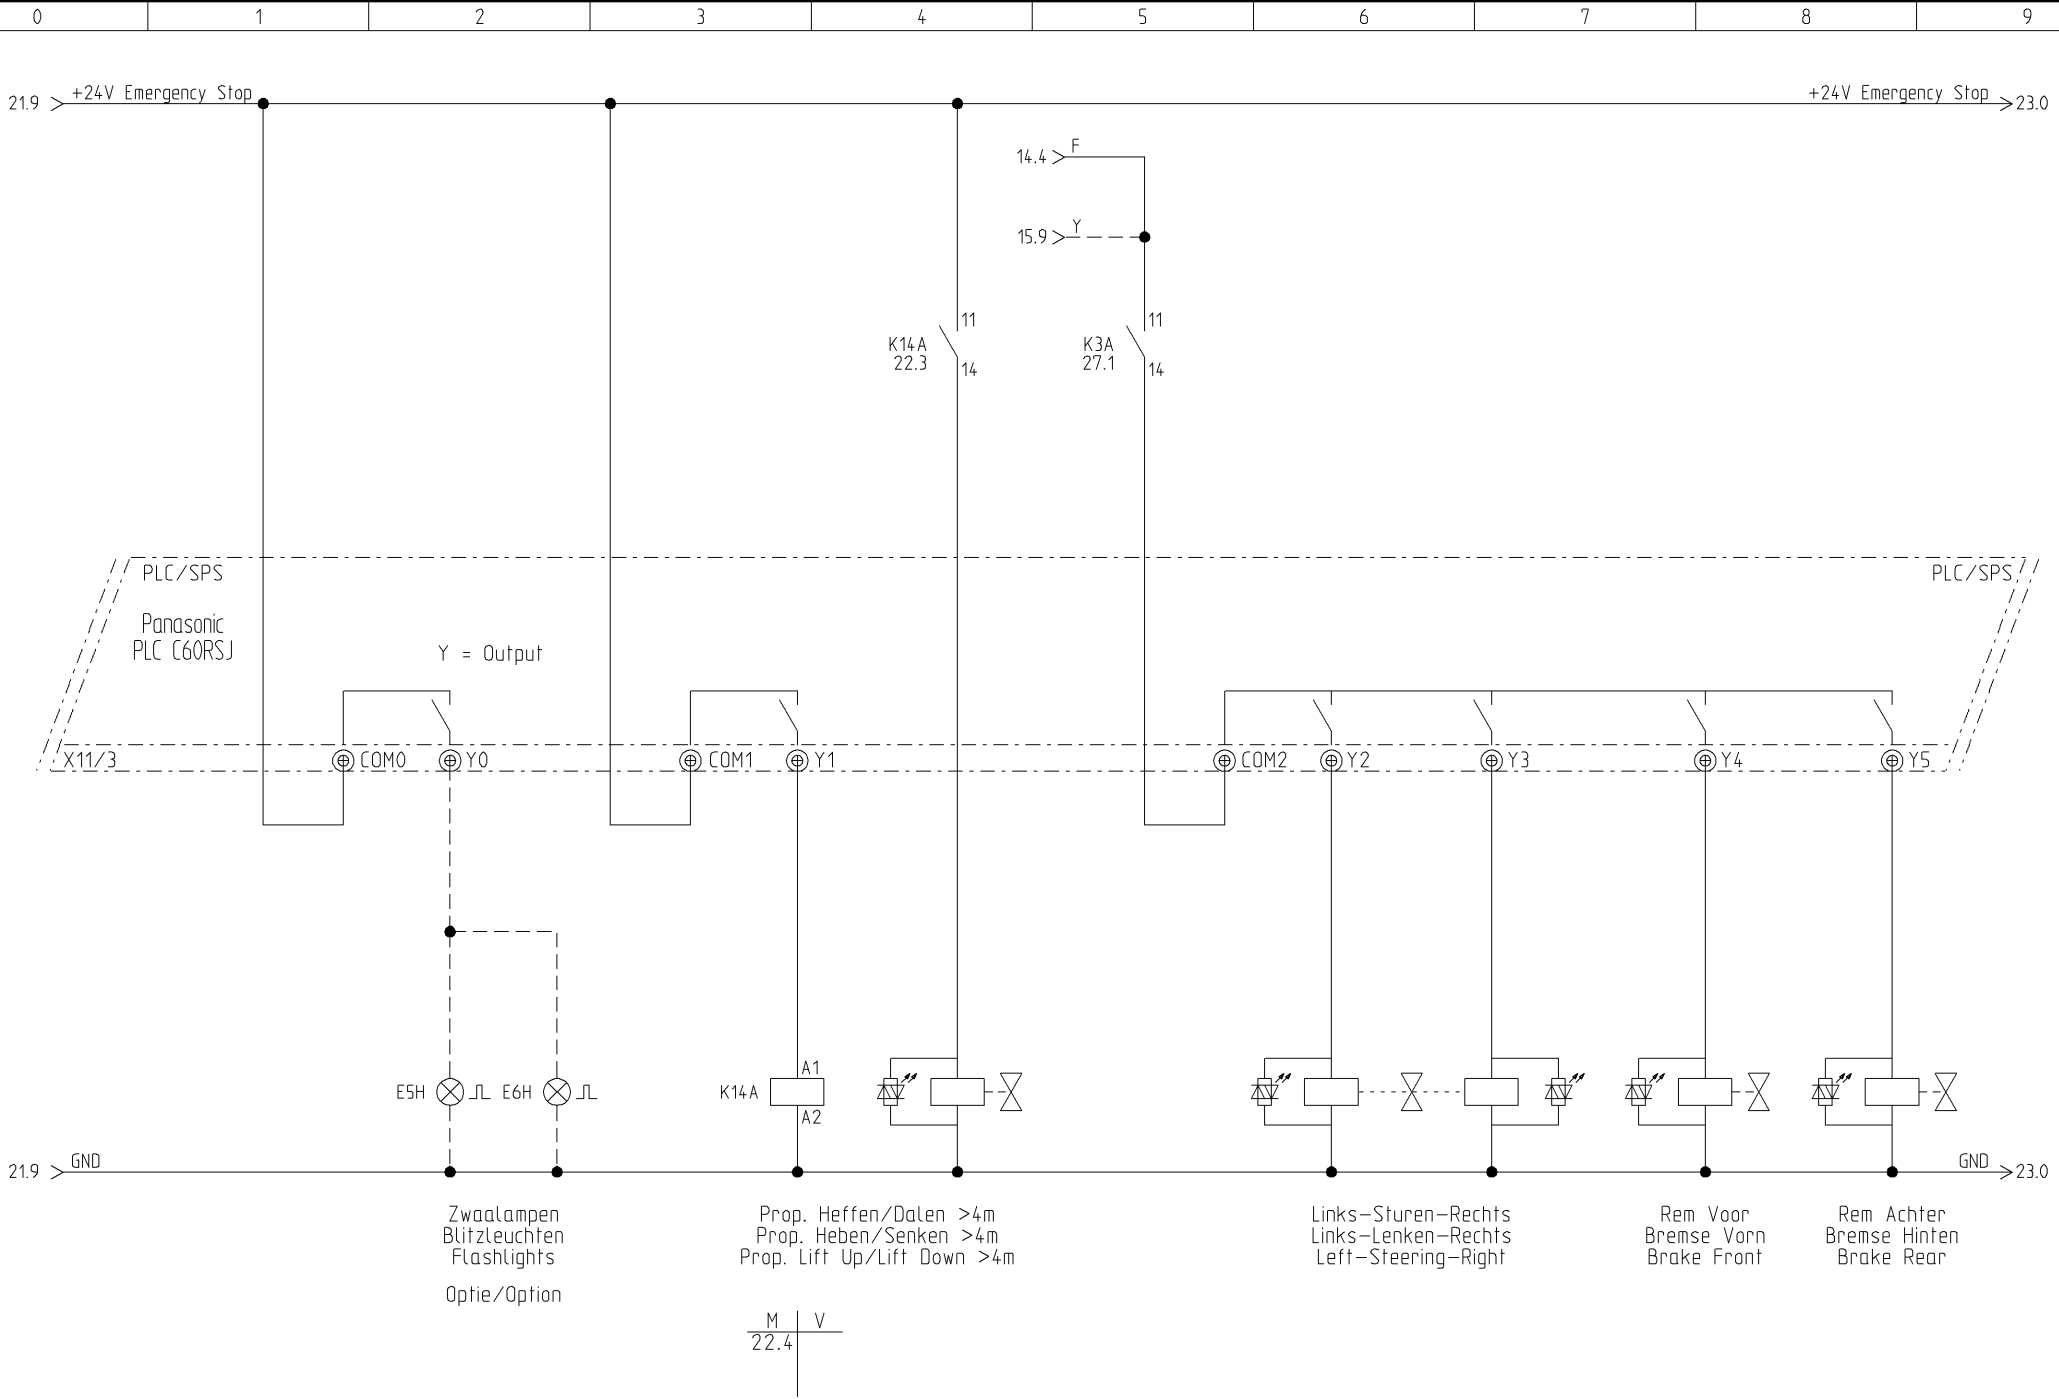 0 1 2 3 4 5 6 7 8 9
21.9 +24V Emergency Stop
+24V Emergency Stop 23.0
14.4 F
15.9 Y
11
K14A
22.3
14
11
K3A
27.1
14
PLC/SPS
PLC/SPS
Panasonic
PLC C60RSJ
Y = Output
X11/3 COM0 Y0 COM1 Y1 COM2 Y2 Y3 Y4 Y5
E5H E6H
A1
K14A
A2
21.9 GND
GND 23.0
Zwaalampen
Blitzleuchten
Flashlights
Optie/Option
Prop. Heffen/Dalen >4m
Prop. Heben/Senken >4m
Prop. Lift Up/Lift Down >4m
Links-Sturen-Rechts
Links-Lenken-Rechts
Left-Steering-Right
Rem Voor
Bremse Vorn
Brake Front
Rem Achter
Bremse Hinten
Brake Rear
M V
22.4